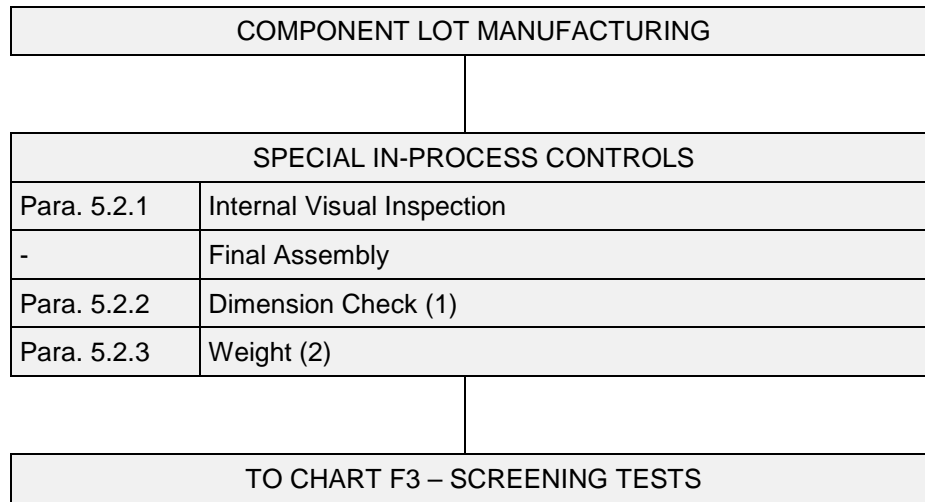 COMPONENT LOT MANUFACTURING
SPECIAL IN-PROCESS CONTROLS
Para. 5.2.1 Internal Visual Inspection
- Final Assembly
Para. 5.2.2 Dimension Check (1)
Para. 5.2.3 Weight (2)
TO CHART F3 – SCREENING TESTS